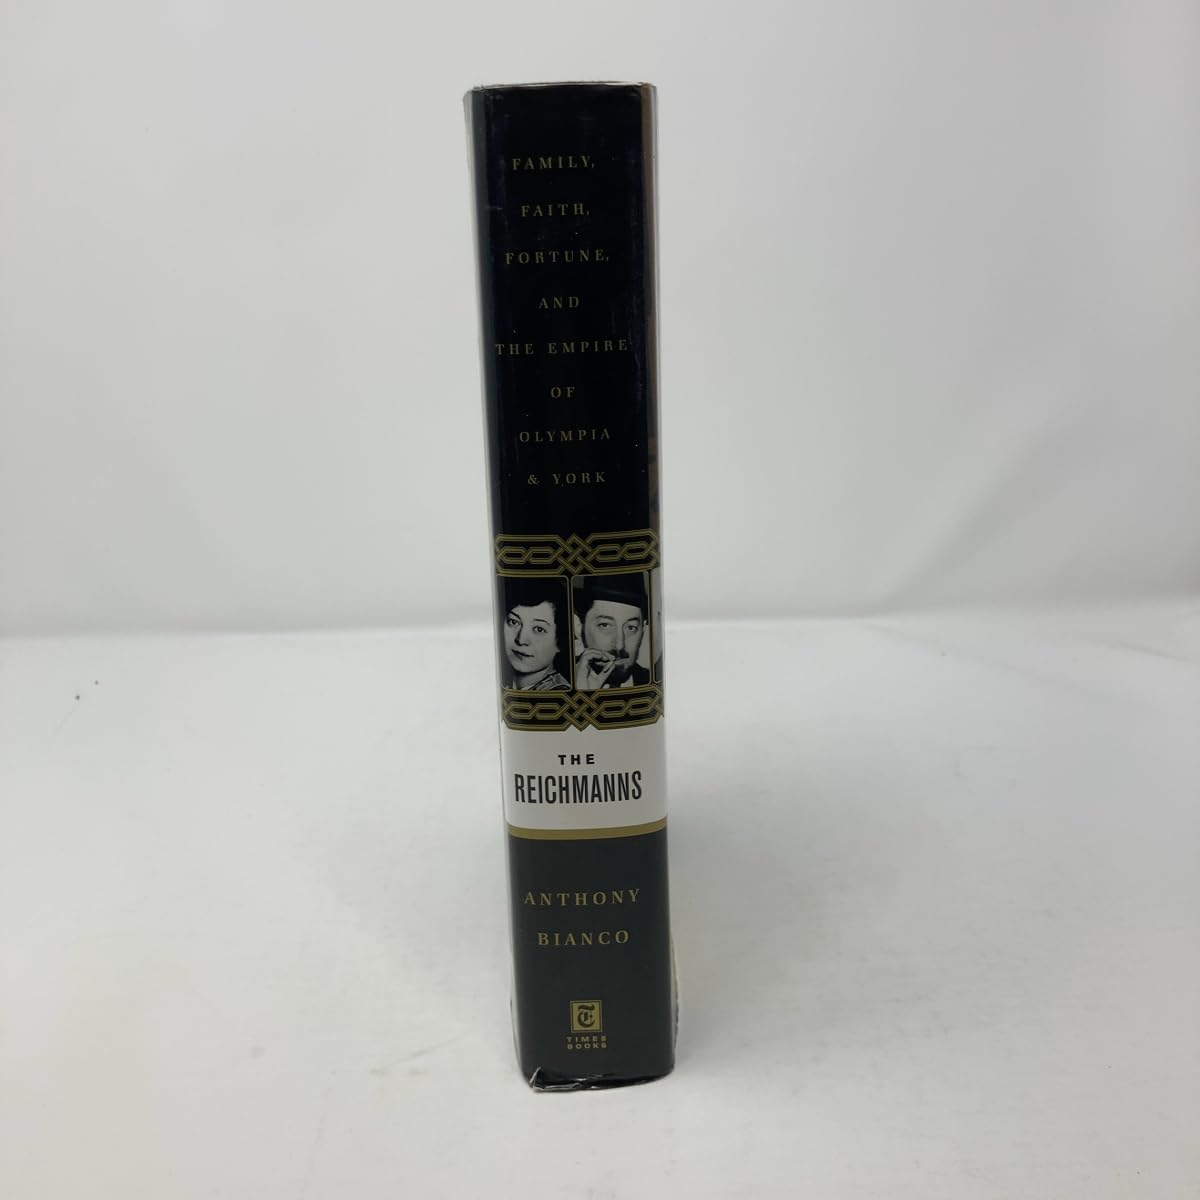 FAMILY,
FAITH,
FORTUNE,
AND
THE EMPIRE
OF
OLYMPIA
& YORK
THE
REICHMANNS
ANTHONY
BIANCO
T
TIMES
BOOKS